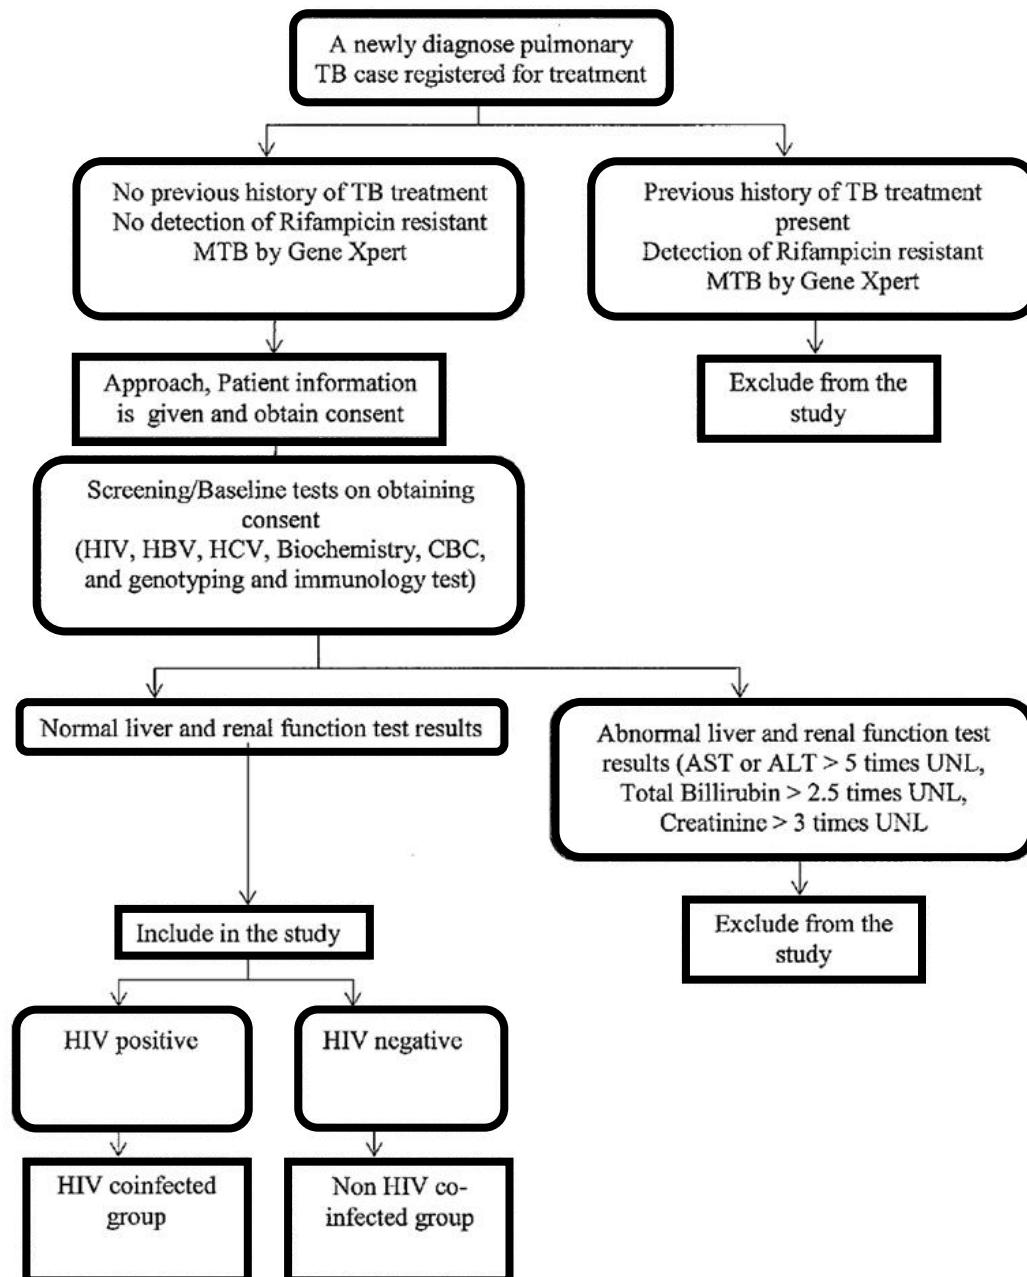 A newly diagnose pulmonary
TB case registered for treatment
No previous history of TB treatment
No detection of Rifampicin resistant
MTB by Gene Xpert
Previous history of TB treatment
present
Detection of Rifampicin resistant
MTB by Gene Xpert
Approach, Patient information
is given and obtain consent
Exclude from the
study
Screening/Baseline tests on obtaining
consent
(HIV, HBV, HCV, Biochemistry, CBC,
and genotyping and immunology test)
Normal liver and renal function test results
Abnormal liver and renal function test
results (AST or ALT > 5 times UNL,
Total Billirubin > 2.5 times UNL,
Creatinine > 3 times UNL
Include in the study
Exclude from the
study
HIV positive
HIV negative
HIV coinfected
group
Non HIV co-
infected group